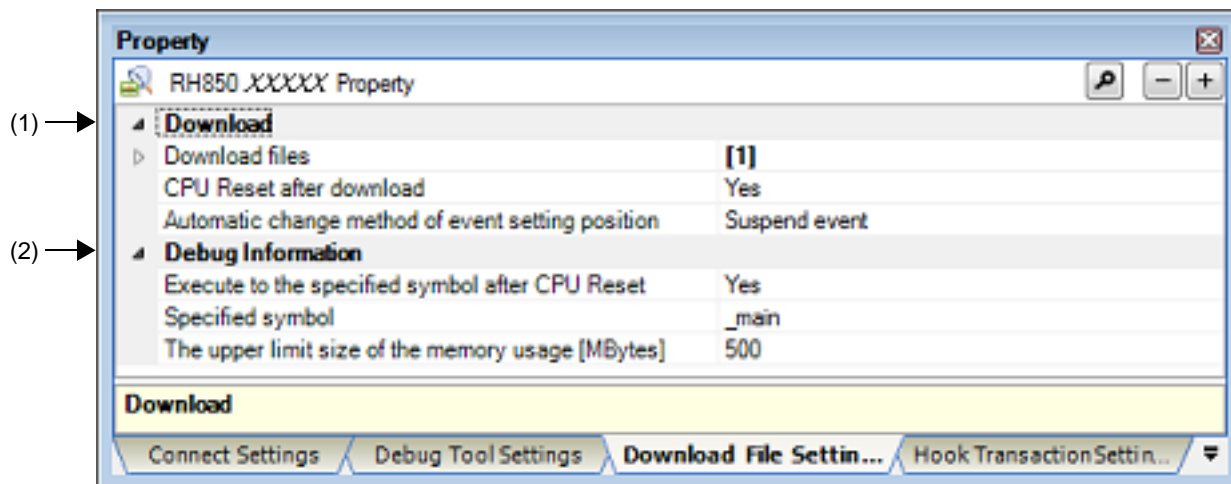 Property
RH850 XXXXX Property
(1) Download
Download files [1]
CPU Reset after download Yes
Automatic change method of event setting position Suspend event
(2) Debug Information
Execute to the specified symbol after CPU Reset Yes
Specified symbol _main
The upper limit size of the memory usage [MBytes] 500
Download
Connect Settings Debug Tool Settings Download File Settin... Hook Transaction Settin...